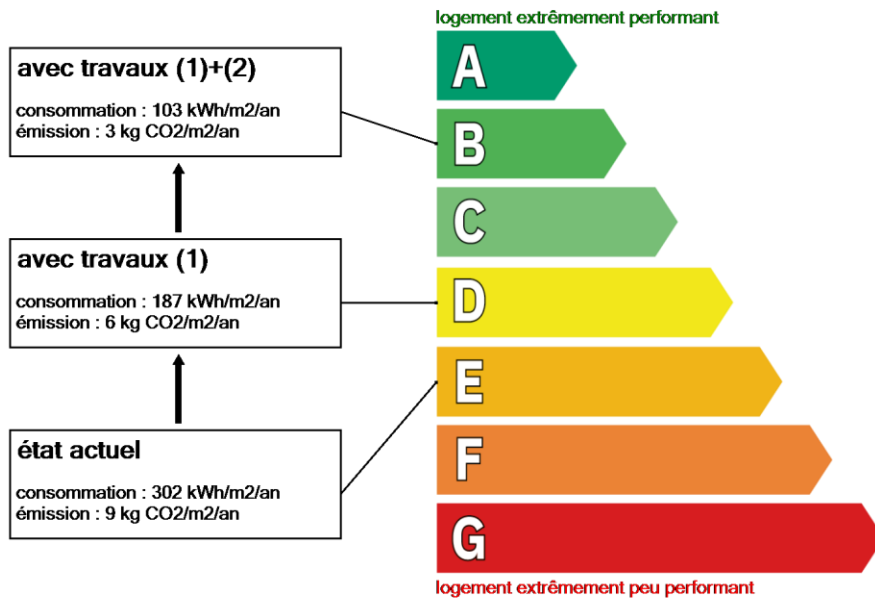 logement extrêmement performant
avec travaux (1)+(2)
consommation : 103 kWh/m2/an
émission : 3 kg CO2/m2/an
avec travaux (1)
consommation : 187 kWh/m2/an
émission : 6 kg CO2/m2/an
état actuel
consommation : 302 kWh/m2/an
émission : 9 kg CO2/m2/an
A
B
C
D
E
F
G
logement extrêmement peu performant